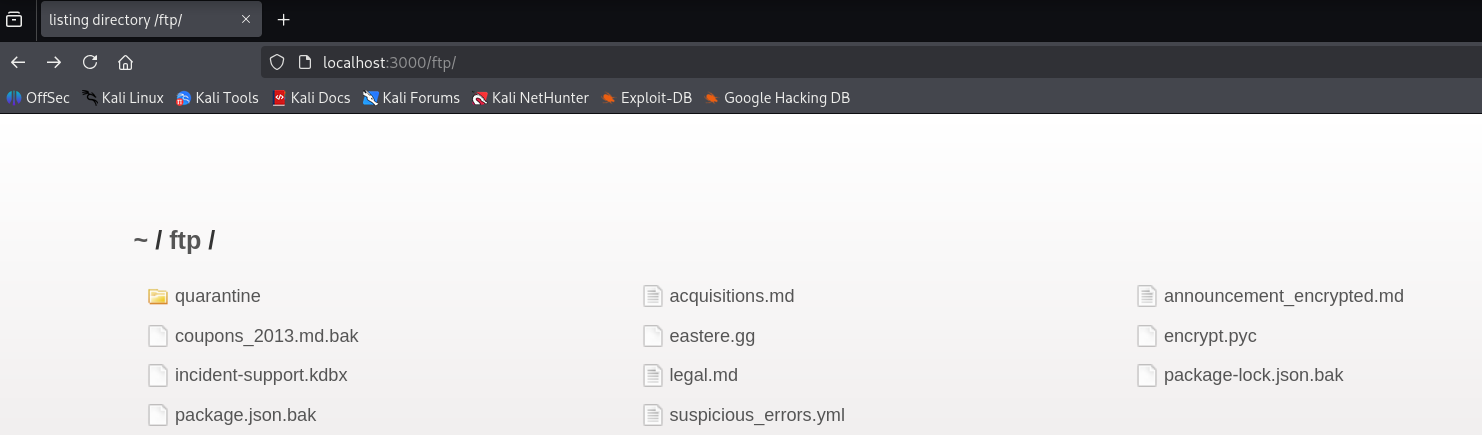 listing directory /ftp/
localhost:3000/ftp/
OffSec Kali Linux Kali Tools Kali Docs Kali Forums Kali NetHunter Exploit-DB Google Hacking DB
~ / ftp /
quarantine acquisitions.md announcement_encrypted.md
coupons_2013.md.bak eastere.gg encrypt.pyc
incident-support.kdbx legal.md package-lock.json.bak
package.json.bak suspicious_errors.yml